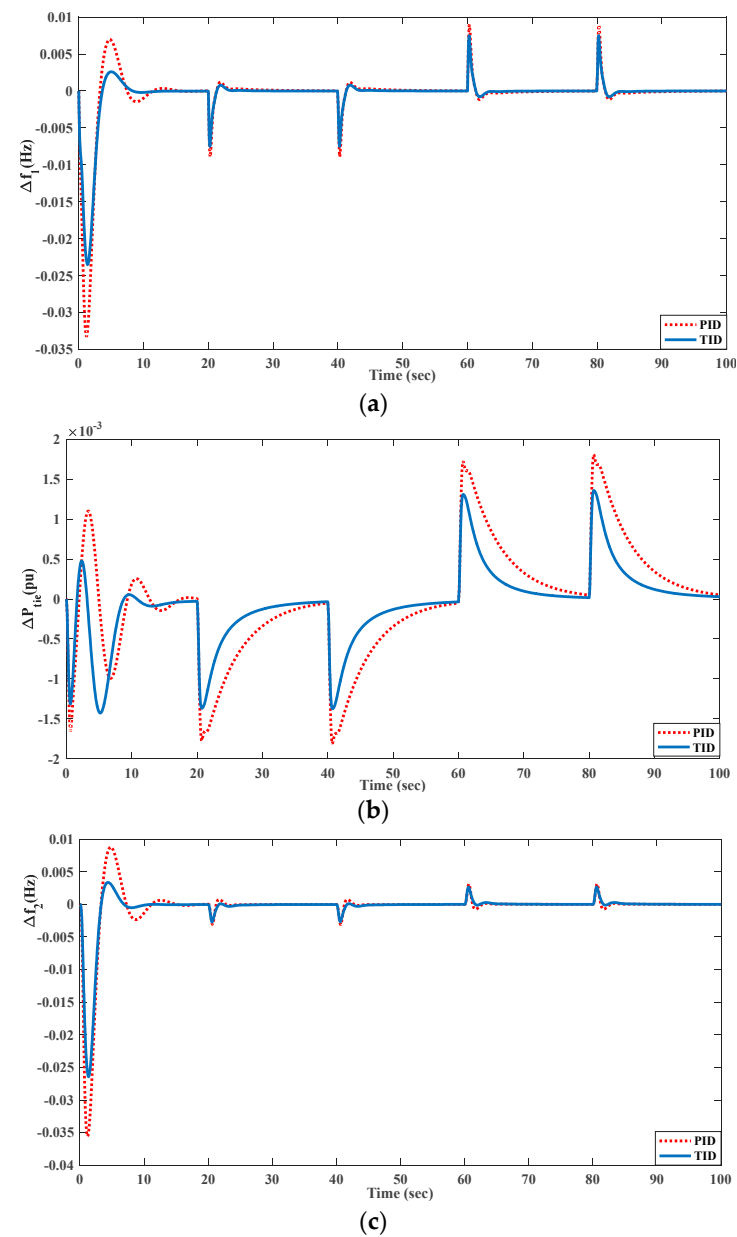 0.01
0.005
0
-0.005
-0.01
-0.015
-0.02
-0.025
-0.03
-0.035
Δf1(Hz)
0 10 20 30 40 50 60 70 80 90 100
Time (sec)
PID
TID
(a)
×10-3
2
1.5
1
0.5
0
-0.5
-1
-1.5
-2
ΔPtie(pu)
0 10 20 30 40 50 60 70 80 90 100
Time (sec)
PID
TID
(b)
0.01
0.005
0
-0.005
-0.01
-0.015
-0.02
-0.025
-0.03
-0.035
-0.04
Δf2(Hz)
0 10 20 30 40 50 60 70 80 90 100
Time (sec)
PID
TID
(c)